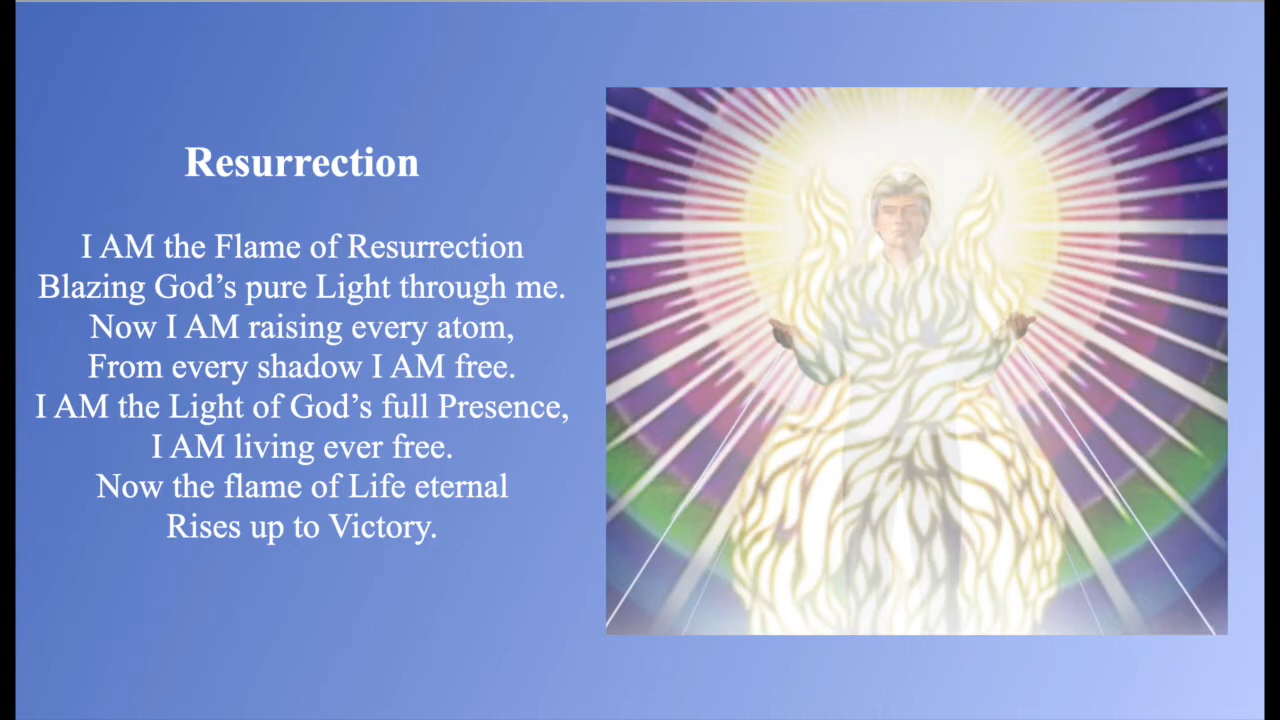 Resurrection
I AM the Flame of Resurrection
Blazing God’s pure Light through me.
Now I AM raising every atom,
From every shadow I AM free.
I AM the Light of God’s full Presence,
I AM living ever free.
Now the flame of Life eternal
Rises up to Victory.